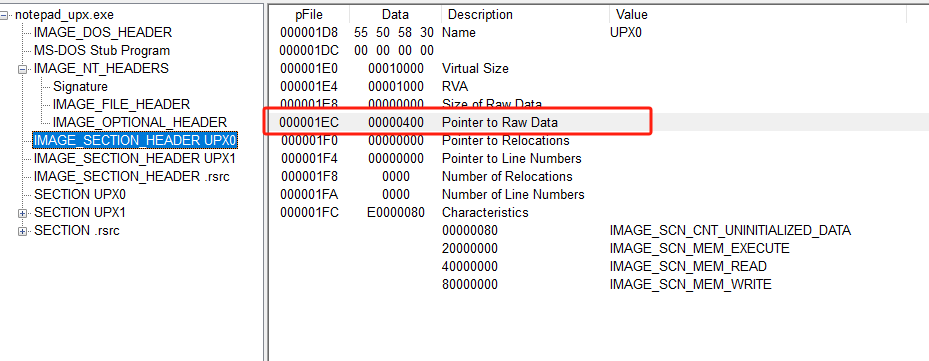 notepad_upx.exe
IMAGE_DOS_HEADER
MS-DOS Stub Program
IMAGE_NT_HEADERS
Signature
IMAGE_FILE_HEADER
IMAGE_OPTIONAL_HEADER
IMAGE_SECTION_HEADER UPX0
IMAGE_SECTION_HEADER UPX1
IMAGE_SECTION_HEADER .rsrc
SECTION UPX0
SECTION UPX1
SECTION .rsrc
pFile Data Description Value
000001D8 55 50 58 30 Name UPX0
000001DC 00 00 00 00
000001E0 00010000 Virtual Size
000001E4 00001000 RVA
000001E8 00000000 Size of Raw Data
000001EC 00000400 Pointer to Raw Data
000001F0 00000000 Pointer to Relocations
000001F4 00000000 Pointer to Line Numbers
000001F8 0000 Number of Relocations
000001FA 0000 Number of Line Numbers
000001FC E0000080 Characteristics
00000080 IMAGE_SCN_CNT_UNINITIALIZED_DATA
20000000 IMAGE_SCN_MEM_EXECUTE
40000000 IMAGE_SCN_MEM_READ
80000000 IMAGE_SCN_MEM_WRITE